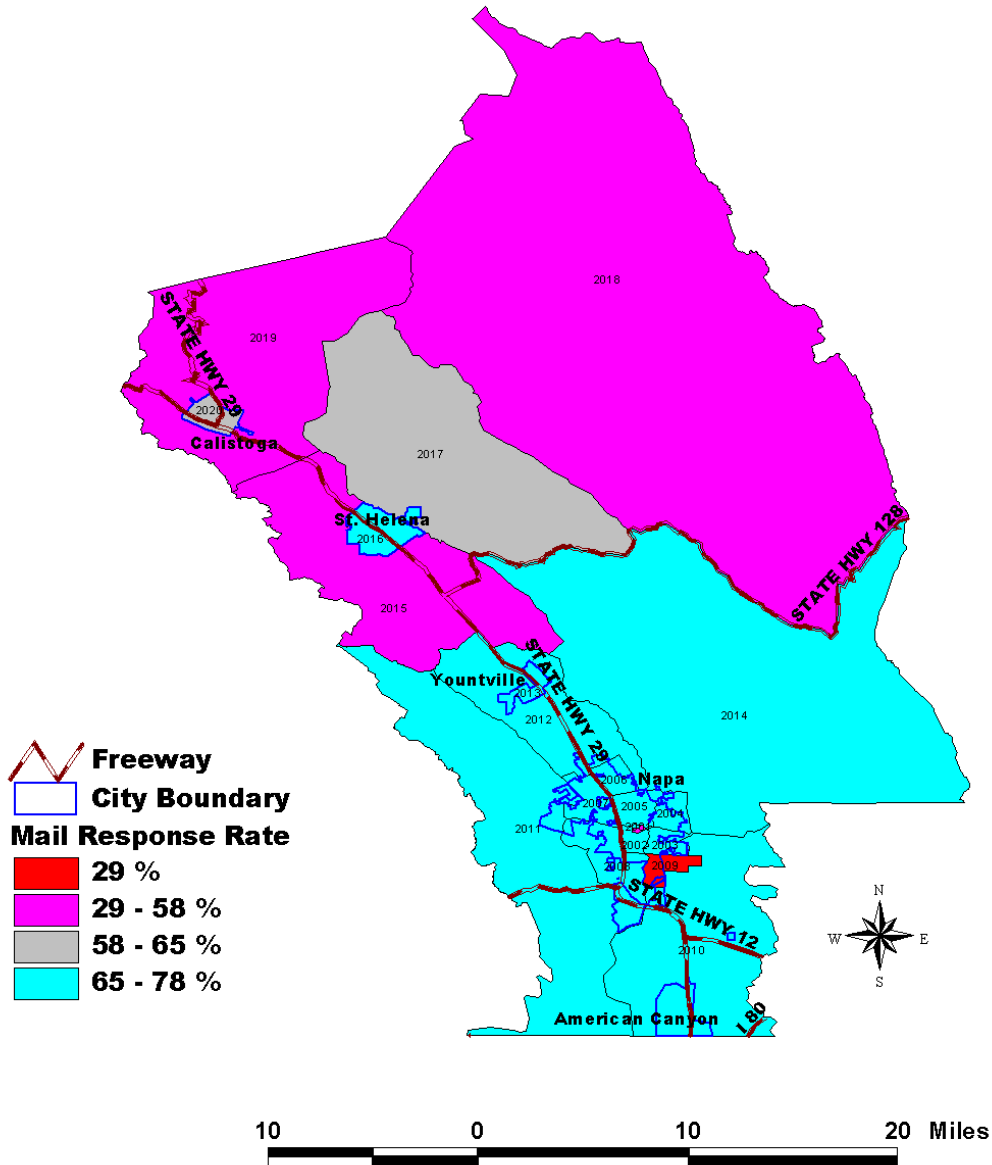 2018
STATE HWY 29
2019
2020
Calistoga
2017
St. Helena
2016
STATE HWY 128
2015
STATE HWY 29
Yountville
2013
2012
2014
Freeway
City Boundary
Mail Response Rate
29 %
29 - 58 %
58 - 65 %
65 - 78 %
2006
Napa
2007
2005
2004
2011
2002
2003
2008
2009
STATE HWY 12
2010
N
W
E
S
American Canyon
I 80
10
0
10
20
Miles